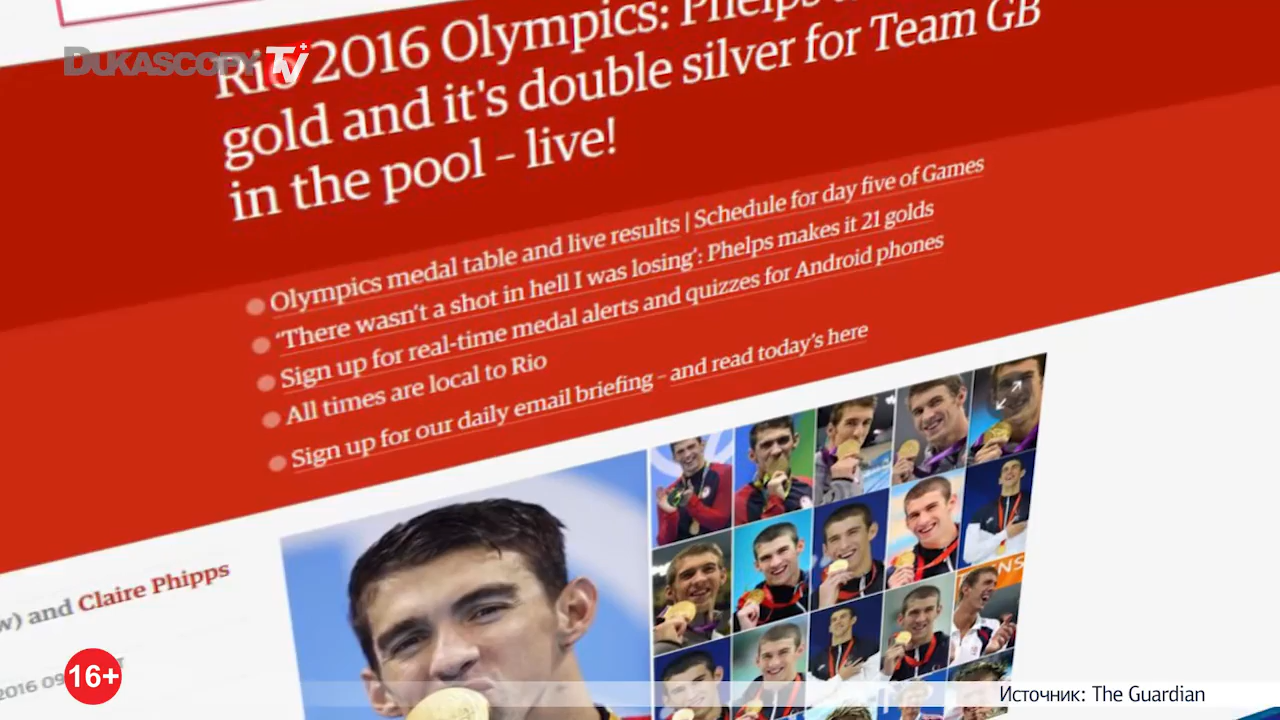 DUKASCOPY TV+
Rio 2016 Olympics: Phelps
gold and it's double silver for Team GB
in the pool – live!
Olympics medal table and live results | Schedule for day five of Games
‘There wasn’t a shot in hell I was losing’: Phelps makes it 21 golds
Sign up for real-time medal alerts and quizzes for Android phones
All times are local to Rio
Sign up for our daily email briefing – and read today’s here
and Claire Phipps
2016 09
16+
Источник: The Guardian